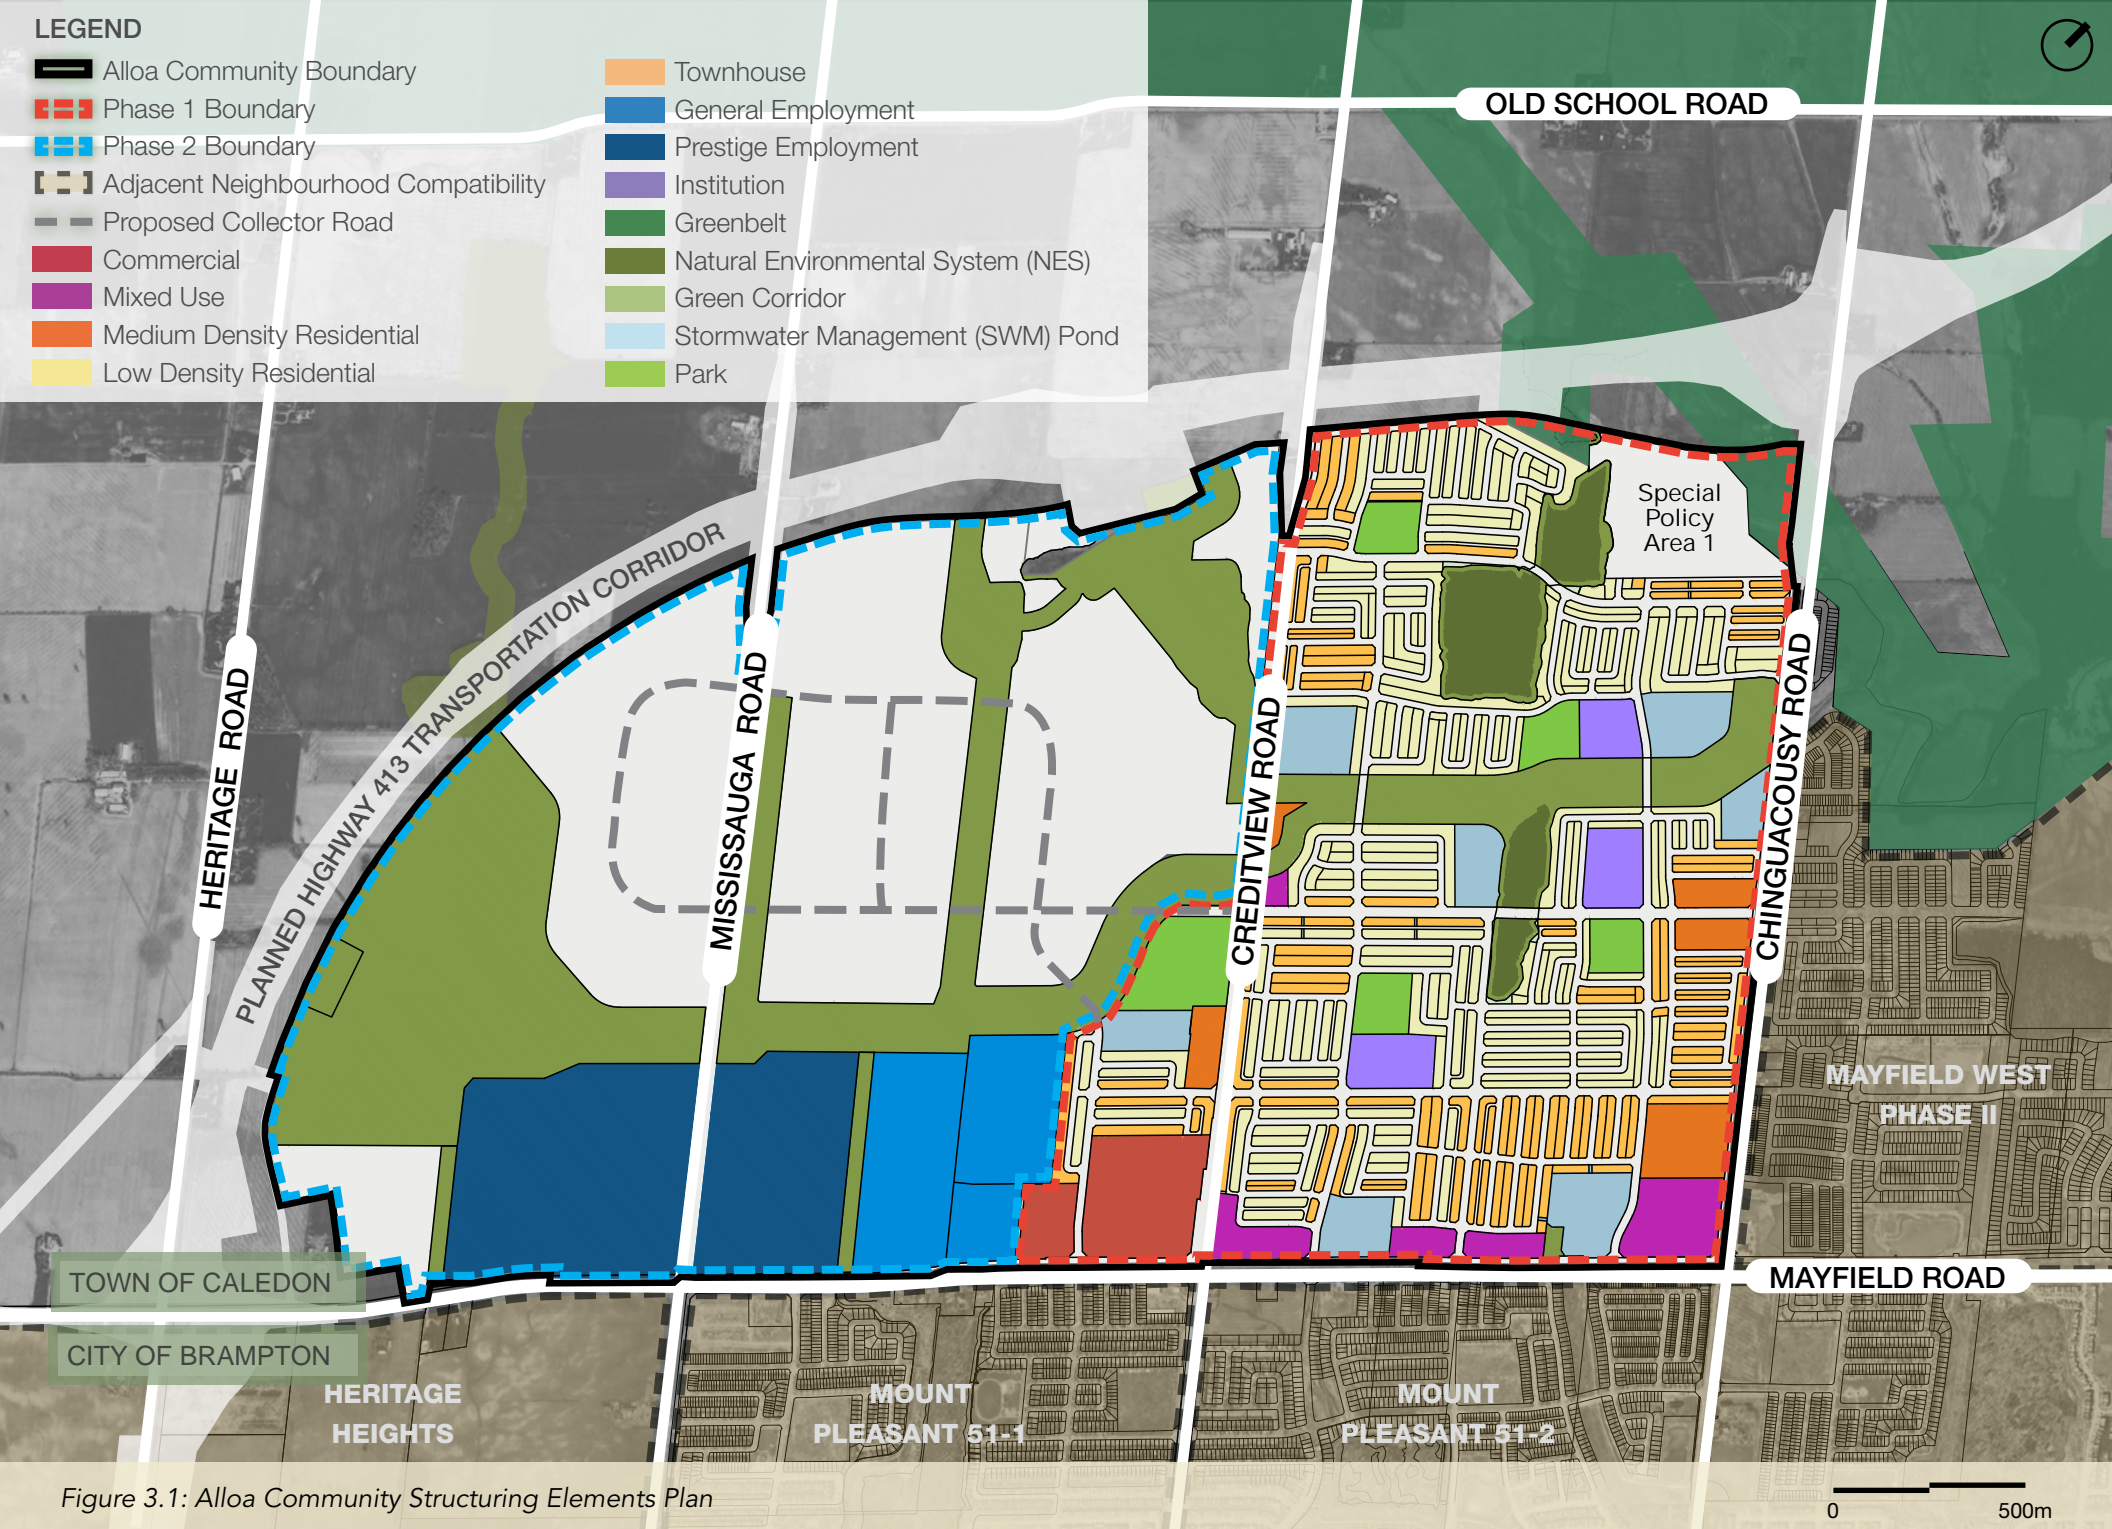 LEGEND
Alloa Community Boundary
Phase 1 Boundary
Phase 2 Boundary
Adjacent Neighbourhood Compatibility
Proposed Collector Road
Commercial
Mixed Use
Medium Density Residential
Low Density Residential
Townhouse
General Employment
Prestige Employment
Institution
Greenbelt
Natural Environmental System (NES)
Green Corridor
Stormwater Management (SWM) Pond
Park
OLD SCHOOL ROAD
Special
Policy
Area 1
PLANNED HIGHWAY 413 TRANSPORTATION CORRIDOR
HERITAGE ROAD
MISSISSAUGA ROAD
CREDITVIEW ROAD
CHINGUACOUSY ROAD
MAYFIELD WEST
PHASE II
TOWN OF CALEDON
MAYFIELD ROAD
CITY OF BRAMPTON
HERITAGE
HEIGHTS
MOUNT
PLEASANT 51-1
MOUNT
PLEASANT 51-2
Figure 3.1: Alloa Community Structuring Elements Plan
0 500m